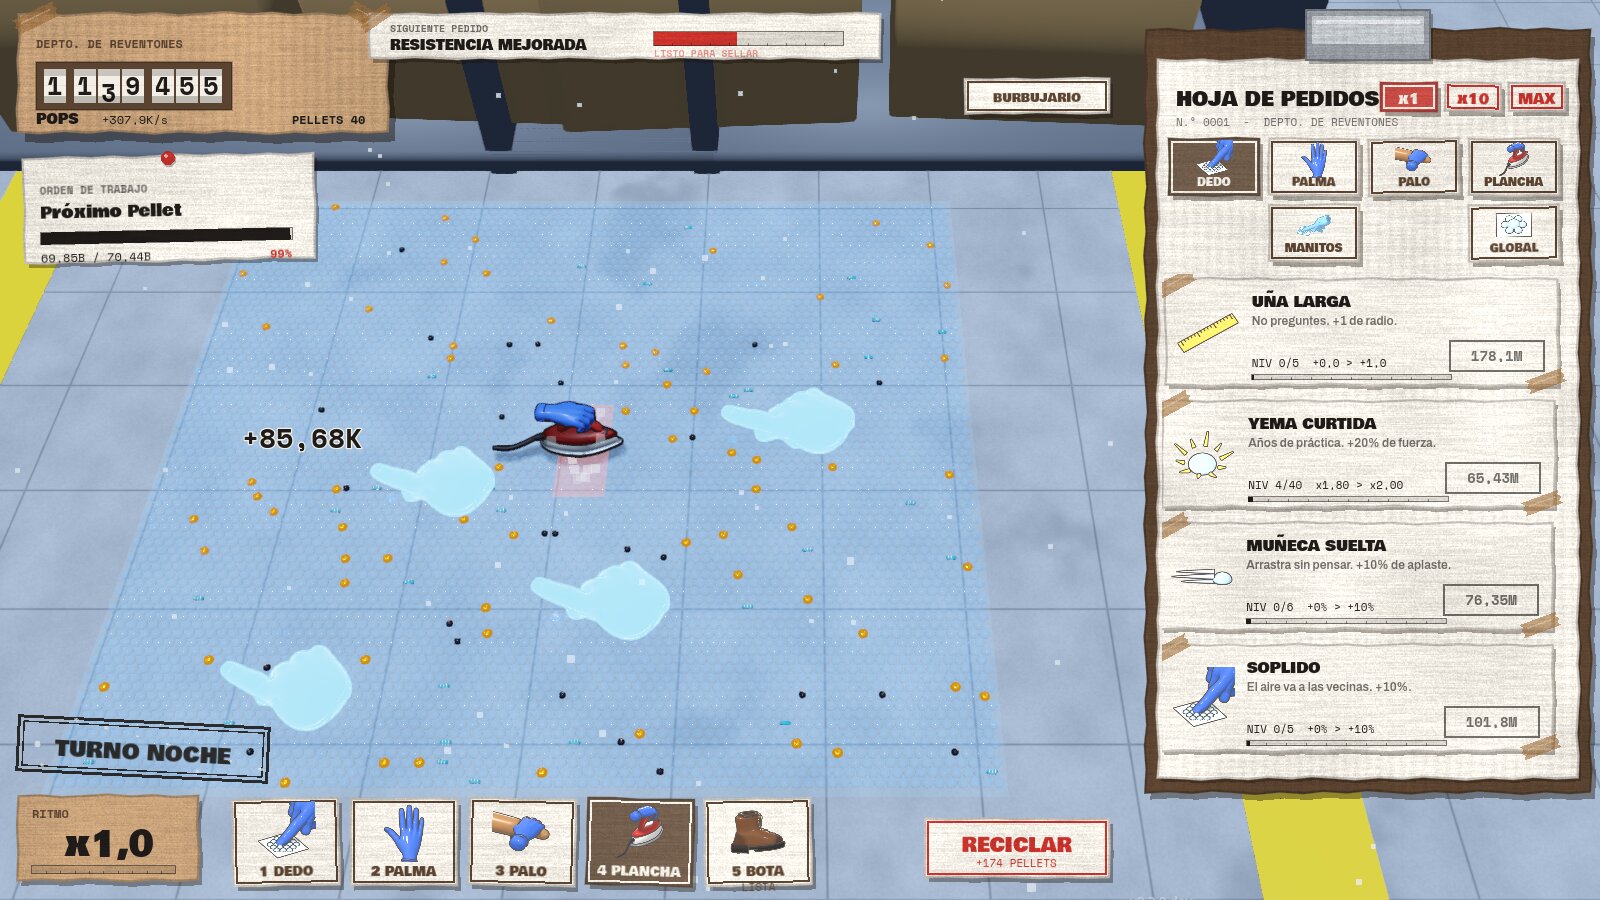 DEPTO. DE REVENTONES
1 139 455
POPS +307.9K/s PELLETS 40
SIGUIENTE PEDIDO
RESISTENCIA MEJORADA
LISTO PARA SELLAR
BURBUJARIO
ORDEN DE TRABAJO
Próximo Pellet
99%
69.85B / 70.44B
+85,68K
TURNO NOCHE
RITMO
x1,0
1 DEDO
2 PALMA
3 PALO
4 PLANCHA
5 BOTA
LISTA
RECICLAR
+174 PELLETS
HOJA DE PEDIDOS
x1
x10
MAX
N.° 0001 - DEPTO. DE REVENTONES
DEDO
PALMA
PALO
PLANCHA
MANITOS
GLOBAL
UÑA LARGA
No preguntes. +1 de radio.
NIV 0/5 +0,0 > +1,0
178,1M
YEMA CURTIDA
Años de práctica. +20% de fuerza.
NIV 4/40 x1,80 > x2,00
65,43M
MUÑECA SUELTA
Arrastra sin pensar. +10% de aplaste.
NIV 0/6 +0% > +10%
76,35M
SOPLIDO
El aire va a las vecinas. +10%.
NIV 0/5 +0% > +10%
101,8M